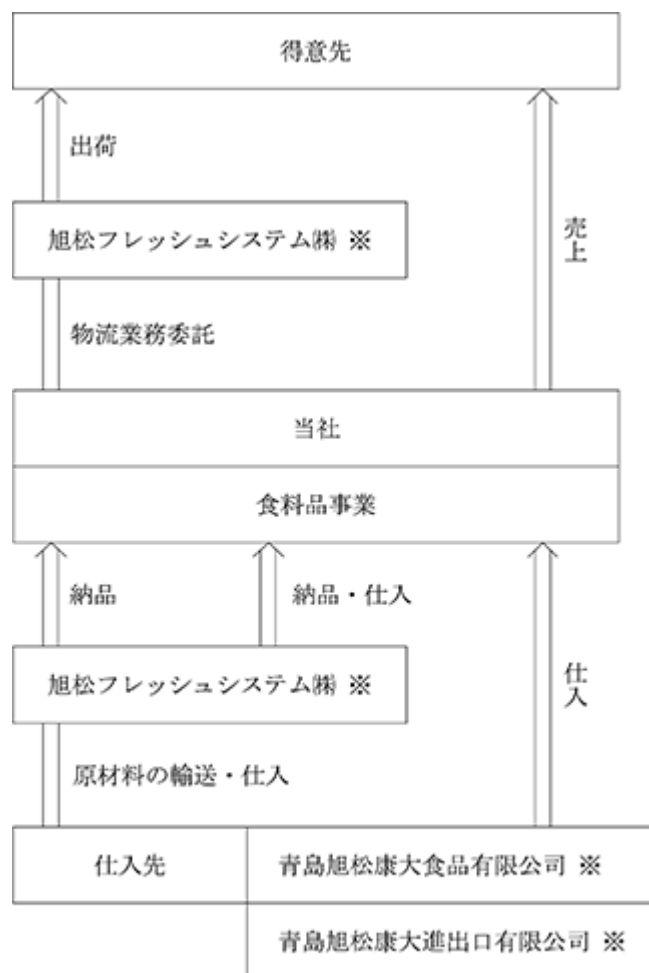 得意先
出荷
旭松フレッシュシステム㈱ ※
売上
物流業務委託
当社
食料品事業
納品
納品・仕入
旭松フレッシュシステム㈱ ※
仕入
原材料の輸送・仕入
仕入先
青島旭松康大食品有限公司 ※
青島旭松康大進出口有限公司 ※